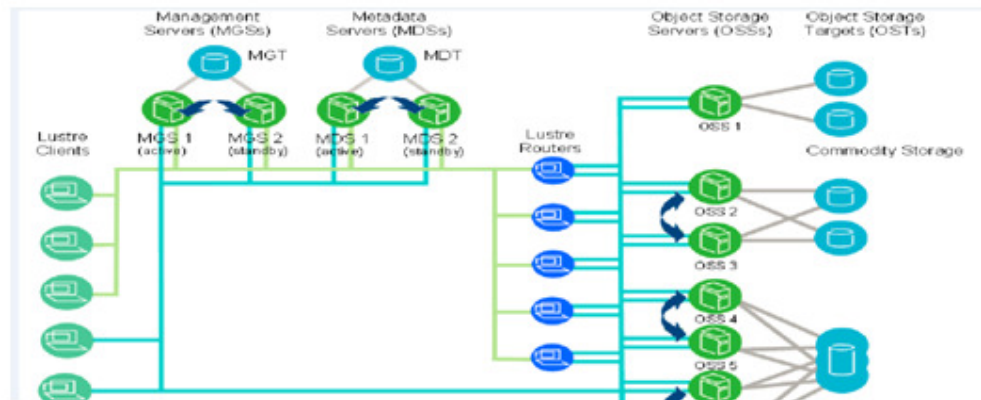 Management
Servers (MGSs)
Metadata
Servers (MDSs)
Object Storage
Servers (OSSs)
Object Storage
Targets (OSTs)
MGT
MDT
MGS 1
(active)
MGS 2
(standby)
MDS 1
(active)
MDS 2
(standby)
Lustre
Clients
Lustre
Routers
OSS 1
Commodity Storage
OSS 2
OSS 3
OSS 4
OSS 5